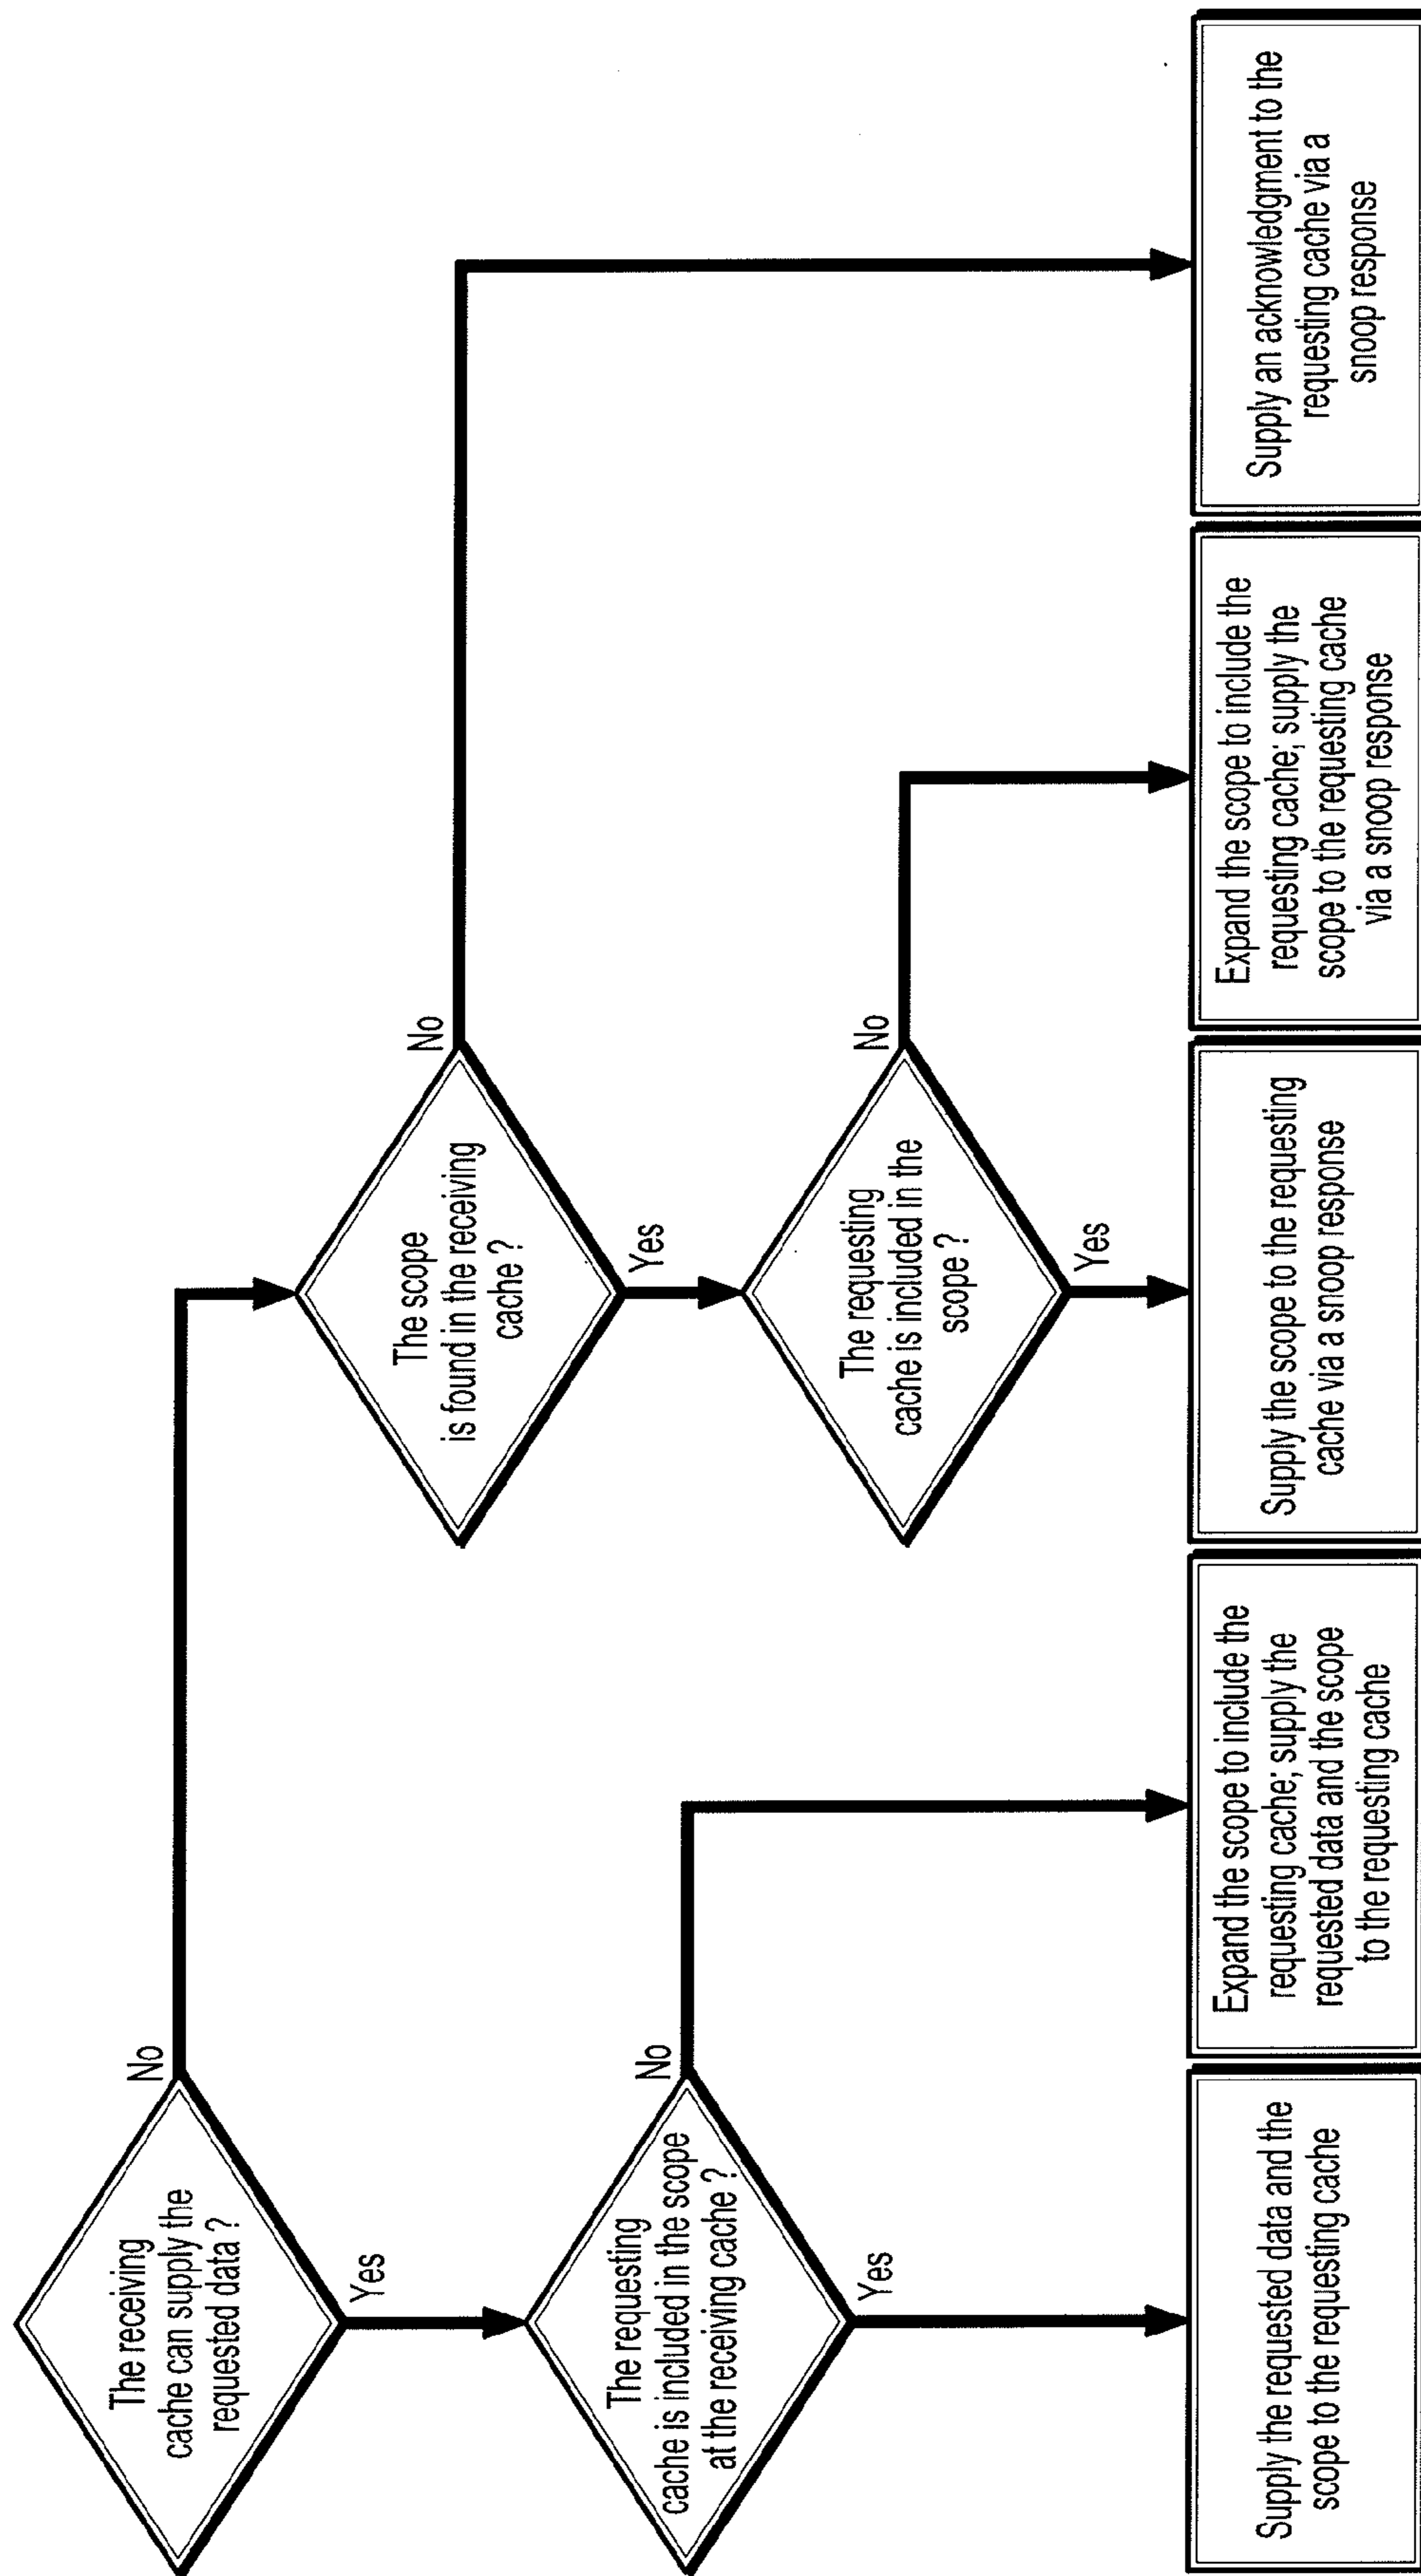 The receiving
cache can supply the
requested data ?
No
Yes
The requesting
cache is included in the scope
at the receiving cache ?
No
Yes
The scope
is found in the receiving
cache ?
No
Yes
The requesting
cache is included in the
scope ?
No
Yes
Supply the requested data and the
scope to the requesting cache
Expand the scope to include the
requesting cache; supply the
requested data and the scope
to the requesting cache
Supply the scope to the requesting
cache via a snoop response
Expand the scope to include the
requesting cache; supply the
scope to the requesting cache
via a snoop response
Supply an acknowledgment to the
requesting cache via a
snoop response